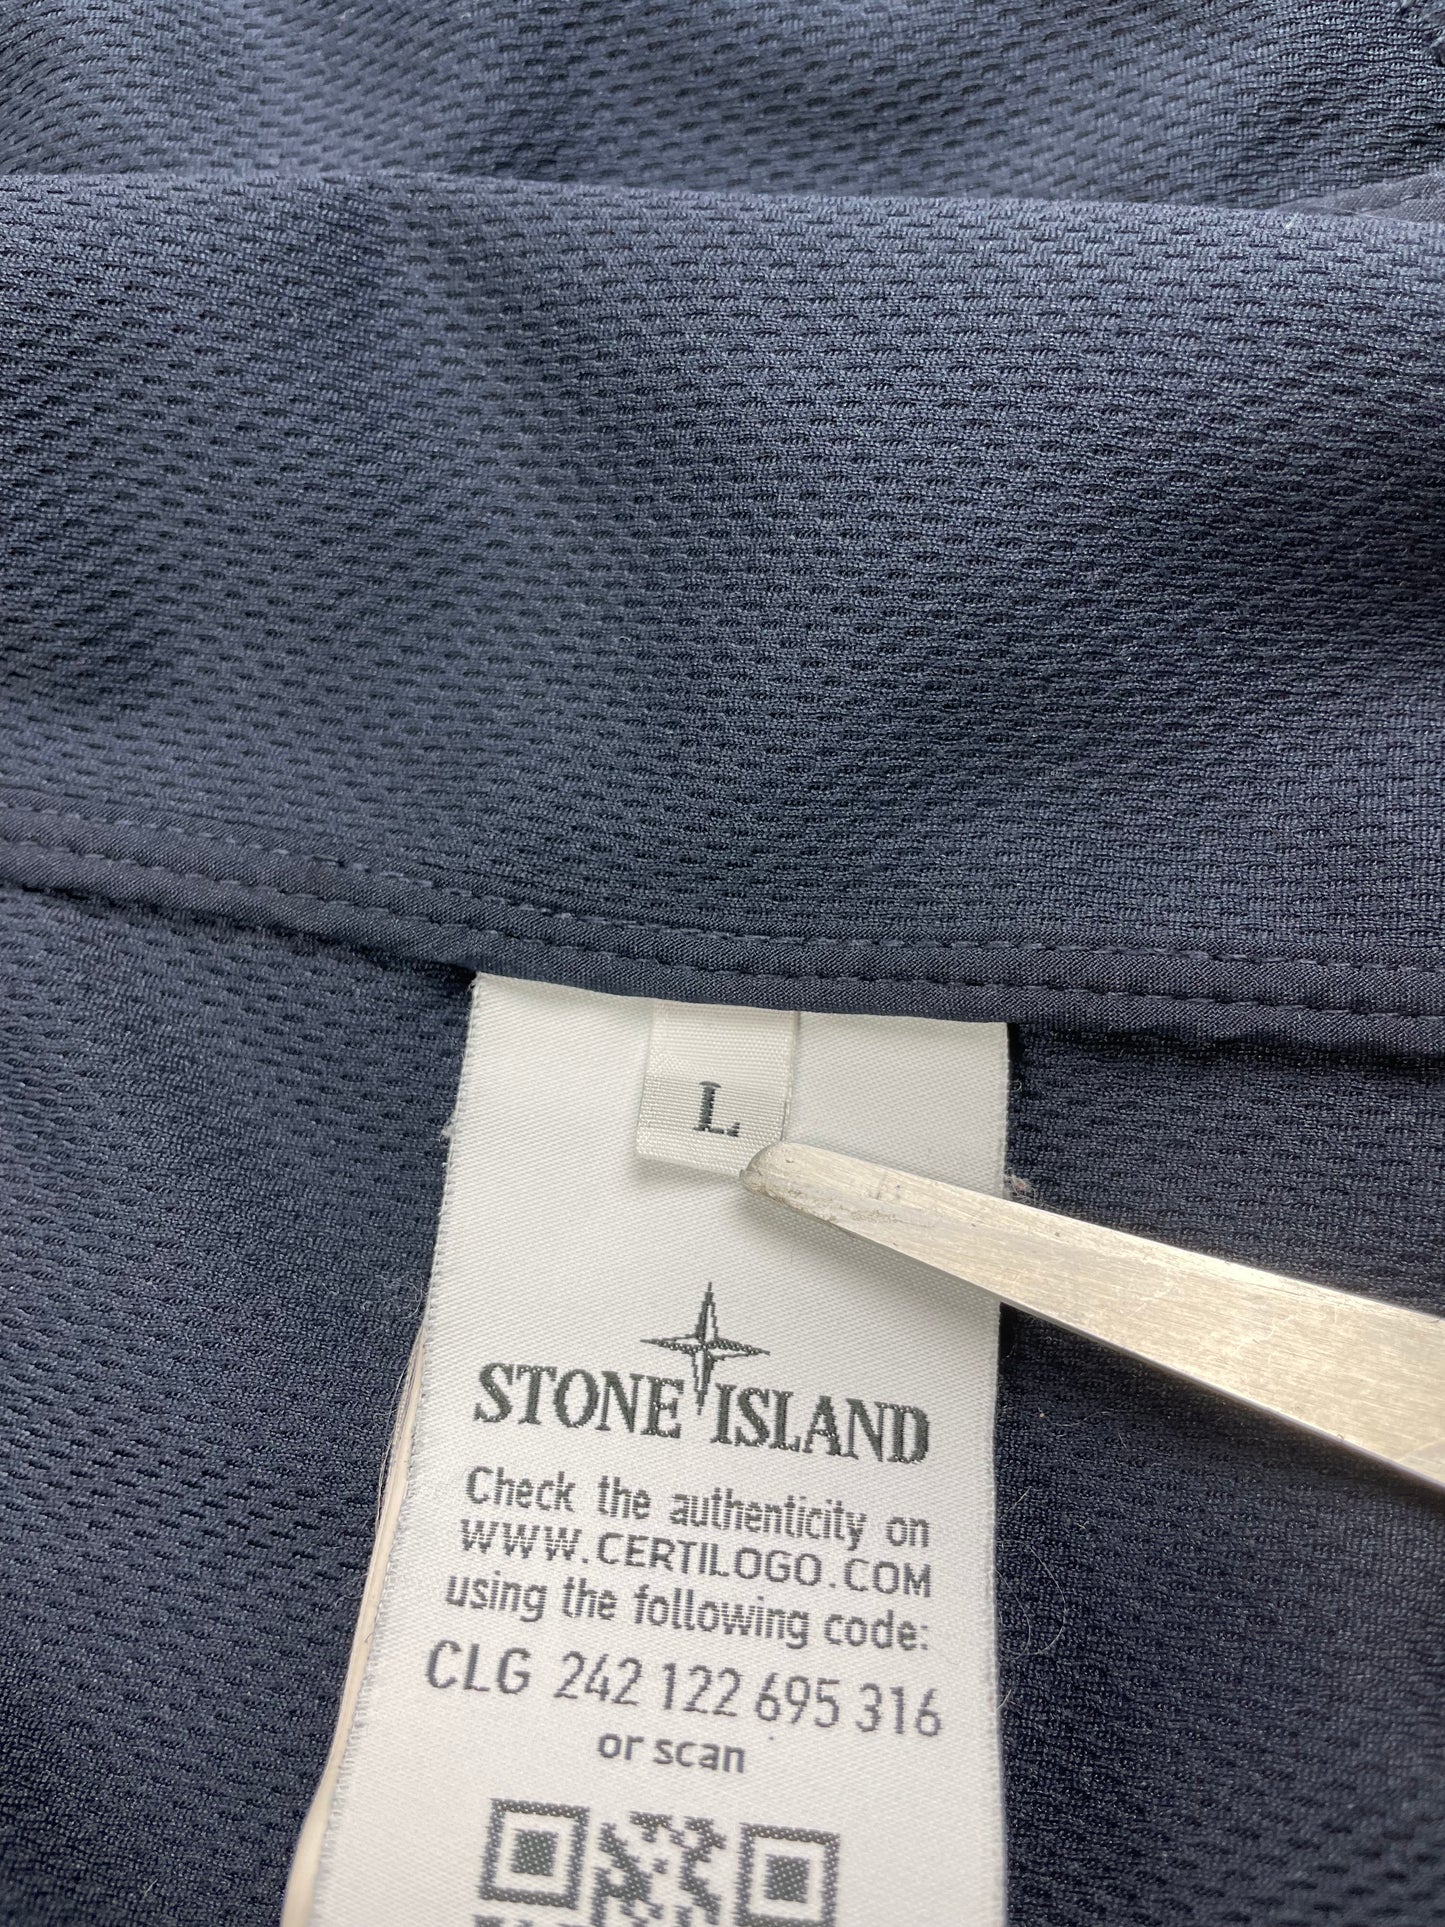 L
STONE ISLAND
Check the authenticity on
WWW.CERTILOGO.COM
using the following code:
CLG 242 122 695 316
or scan